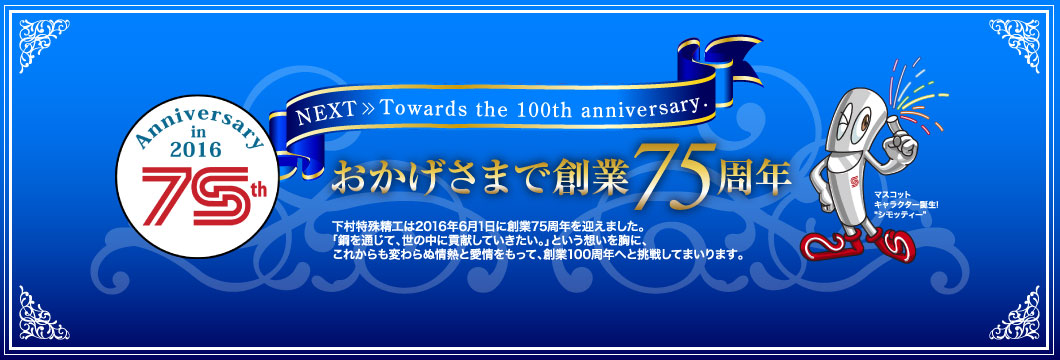 Anniversary
in
2016
75th
NEXT≫Towards the 100th anniversary.
おかげさまで創業75周年
下村特殊精工は2016年6月1日に創業75周年を迎えました。
「鋼を通じて、世の中に貢献していきたい。」という想いを胸に、
これからも変わらぬ情熱と愛情をもって、創業100周年へと挑戦してまいります。
マスコット
キャラクター誕生!
"シモッティー"